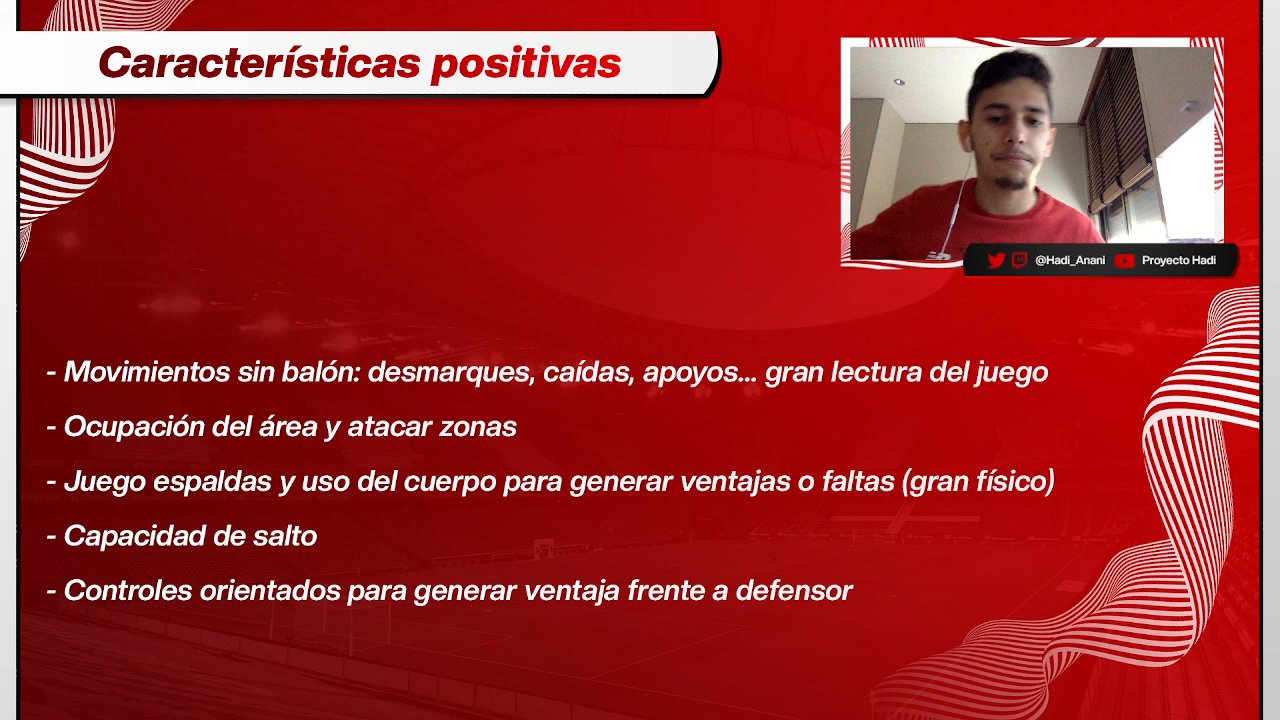 Características positivas
@Hadi_Anani Proyecto Hadi
- Movimientos sin balón: desmarques, caídas, apoyos... gran lectura del juego
- Ocupación del área y atacar zonas
- Juego espaldas y uso del cuerpo para generar ventajas o faltas (gran físico)
- Capacidad de salto
- Controles orientados para generar ventaja frente a defensor